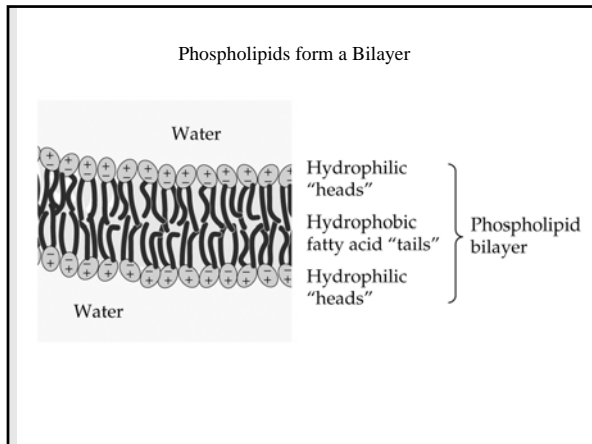 Phospholipids form a Bilayer
Water
Hydrophilic
“heads”
Hydrophobic
fatty acid “tails”
Hydrophilic
“heads”
Phospholipid
bilayer
Water